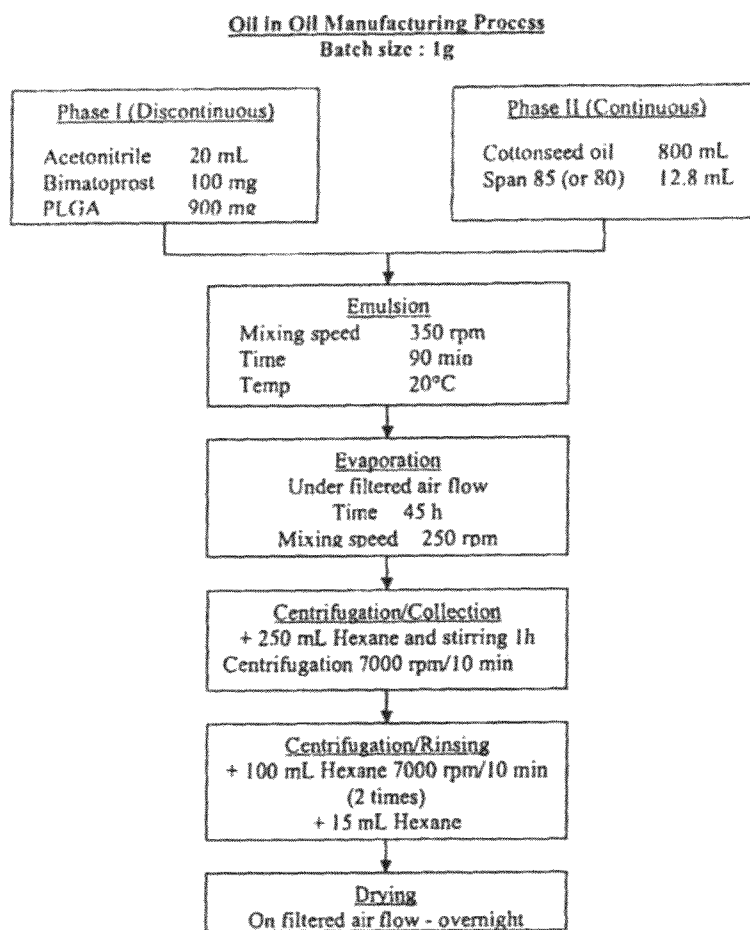 Oil in Oil Manufacturing Process
Batch size : 1g
Phase I (Discontinuous)
Acetonitrile 20 mL
Bimatoprost 100 mg
PLGA 900 mg
Phase II (Continuous)
Cottonseed oil 800 mL
Span 85 (or 80) 12.8 mL
Emulsion
Mixing speed 350 rpm
Time 90 min
Temp 20°C
Evaporation
Under filtered air flow
Time 45 h
Mixing speed 250 rpm
Centrifugation/Collection
+ 250 mL Hexane and stirring 1h
Centrifugation 7000 rpm/10 min
Centrifugation/Rinsing
+ 100 mL Hexane 7000 rpm/10 min
(2 times)
+ 15 mL Hexane
Drying
On filtered air flow - overnight